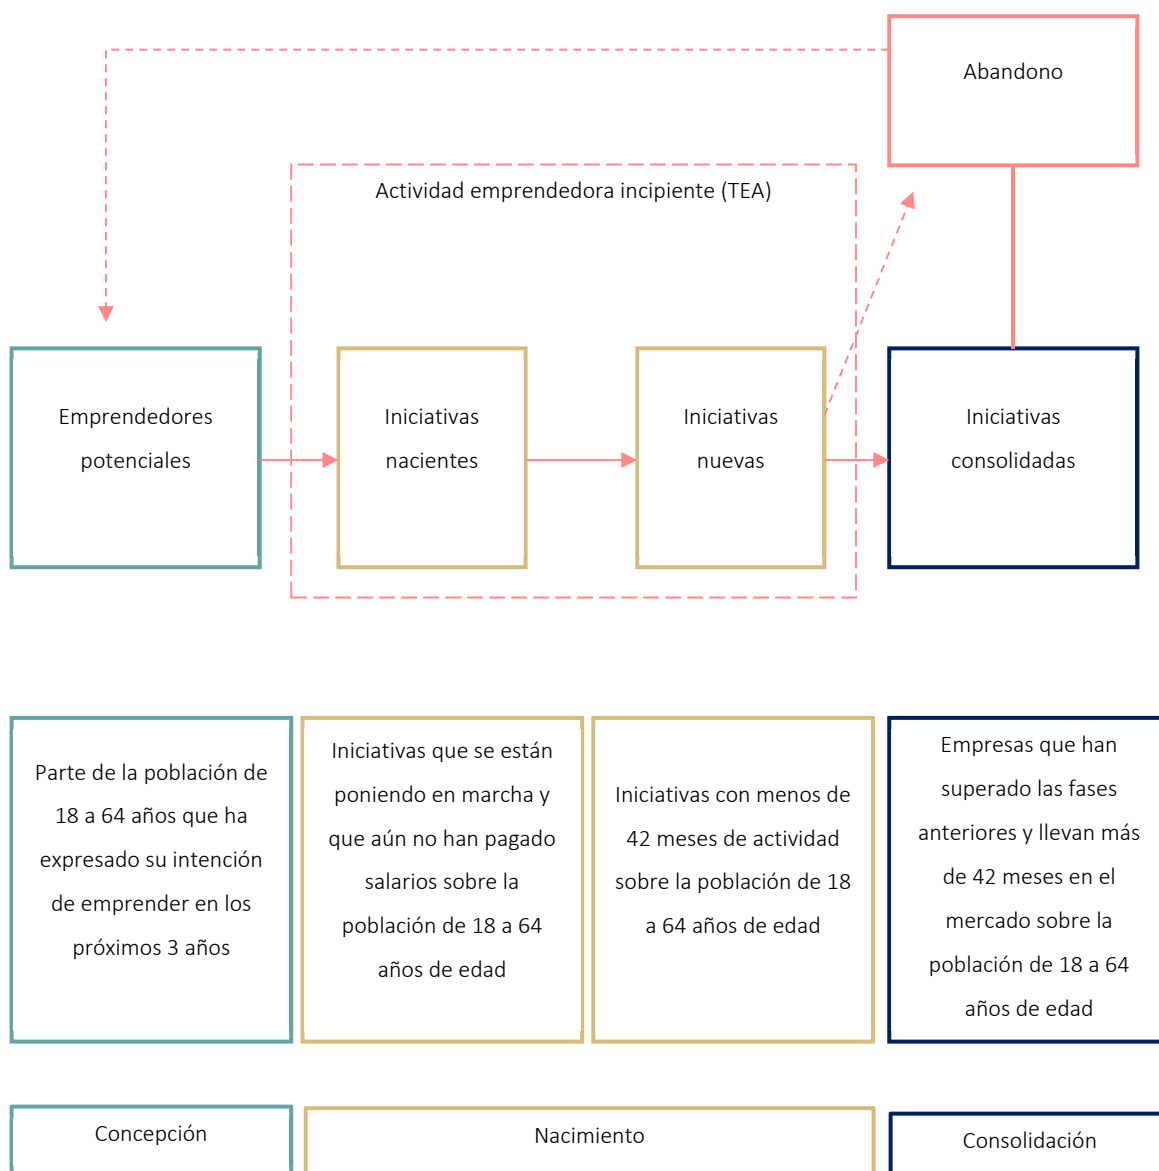 Abandono
Actividad emprendedora incipiente (TEA)
Emprendedores
potenciales
Iniciativas
nacientes
Iniciativas
nuevas
Iniciativas
consolidadas
Parte de la población de
18 a 64 años que ha
expresado su intención
de emprender en los
próximos 3 años
Iniciativas que se están
poniendo en marcha y
que aún no han pagado
salarios sobre la
población de 18 a 64
años de edad
Iniciativas con menos de
42 meses de actividad
sobre la población de 18
a 64 años de edad
Empresas que han
superado las fases
anteriores y llevan más
de 42 meses en el
mercado sobre la
población de 18 a 64
años de edad
Concepción
Nacimiento
Consolidación